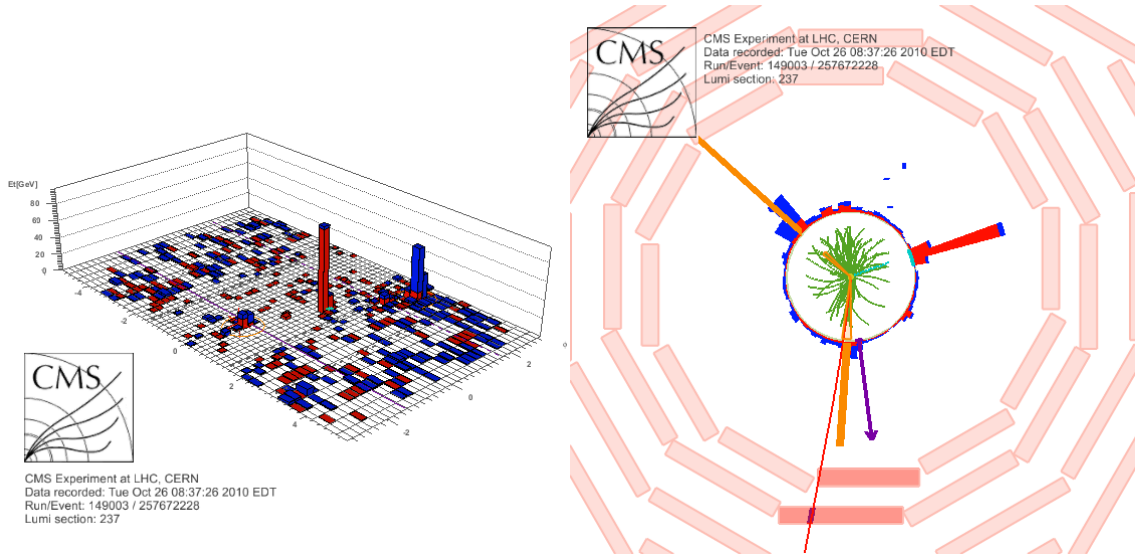 CMS
CMS Experiment at LHC, CERN
Data recorded: Tue Oct 26 08:37:26 2010 EDT
Run/Event: 149003 / 257672228
Lumi section: 237
Et[GeV]
80
60
40
20
0
-4
-2
0
2
4
-2
0
2
CMS
CMS Experiment at LHC, CERN
Data recorded: Tue Oct 26 08:37:26 2010 EDT
Run/Event: 149003 / 257672228
Lumi section: 237